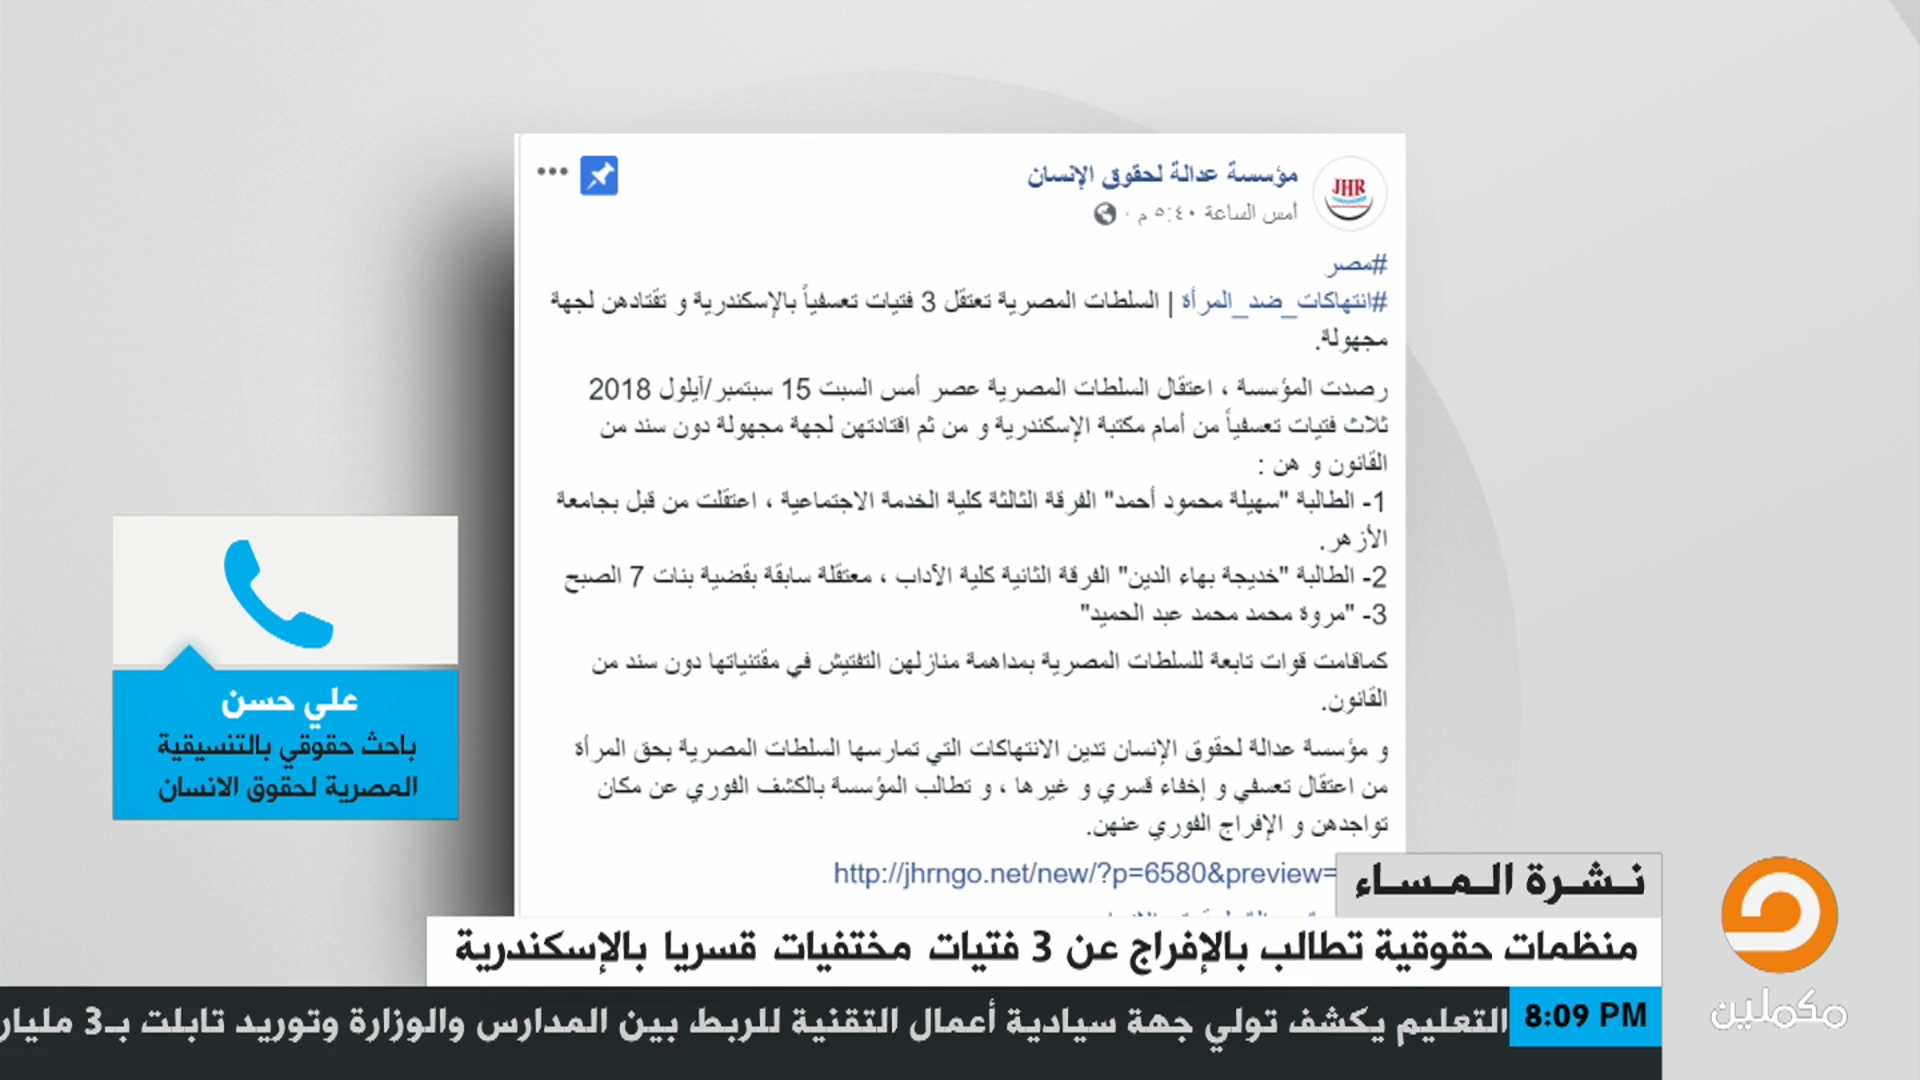 مؤسسة عدالة لحقوق الإنسان
JHR
أمس الساعة ٥:٤٠ م ·
#مصر
#انتهاكات_ضد_المرأة | السلطات المصرية تعتقل 3 فتيات تعسفياً بالإسكندرية و تقتادهن لجهة
مجهولة.
رصدت المؤسسة ، اعتقال السلطات المصرية عصر أمس السبت 15 سبتمبر/آيلول 2018
ثلاث فتيات تعسفياً من أمام مكتبة الإسكندرية و من ثم اقتادتهن لجهة مجهولة دون سند من
القانون و هن :
1- الطالبة "سهيلة محمود أحمد" الفرقة الثالثة كلية الخدمة الاجتماعية ، اعتقلت من قبل بجامعة
الأزهر.
2- الطالبة "خديجة بهاء الدين" الفرقة الثانية كلية الآداب ، معتقلة سابقة بقضية بنات 7 الصبح
3- "مروة محمد محمد عبد الحميد"
كماقامت قوات تابعة للسلطات المصرية بمداهمة منازلهن التفتيش في مقتنياتها دون سند من
القانون.
و مؤسسة عدالة لحقوق الإنسان تدين الانتهاكات التي تمارسها السلطات المصرية بحق المرأة
من اعتقال تعسفي و إخفاء قسري و غيرها ، و تطالب المؤسسة بالكشف الفوري عن مكان
تواجدهن و الإفراج الفوري عنهن.
http://jhrngo.net/new/?p=6580&preview=
علي حسن
باحث حقوقي بالتنسيقية
المصرية لحقوق الانسان
نشرة المساء
منظمات حقوقية تطالب بالإفراج عن 3 فتيات مختفيات قسريا بالإسكندرية
8:09 PM
التعليم يكشف تولي جهة سيادية أعمال التقنية للربط بين المدارس والوزارة وتوريد تابلت بـ3 مليار
مكملين